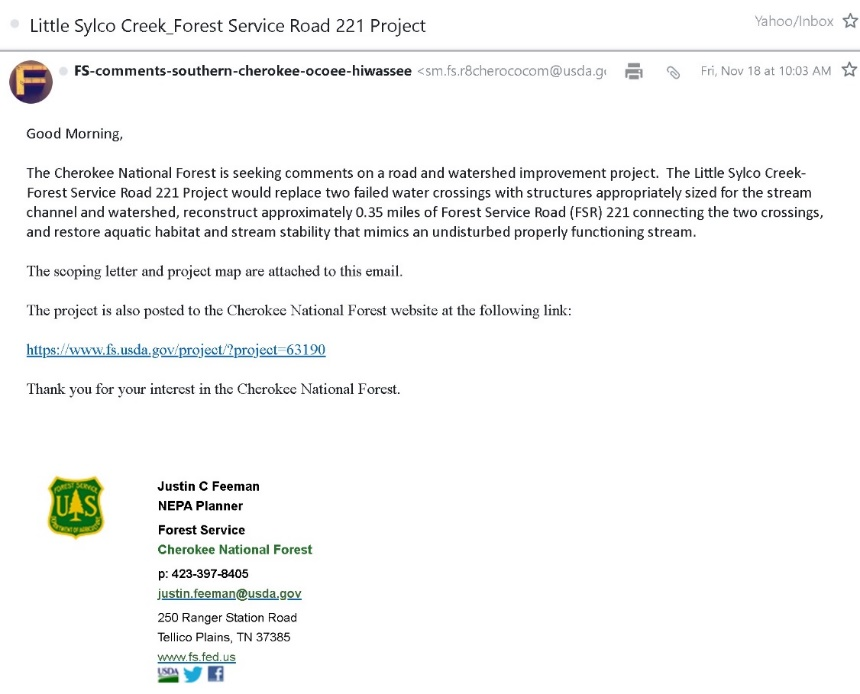 Little Sylco Creek_Forest Service Road 221 Project
Yahoo/Inbox
F
FS-comments-southern-cherokee-ocoee-hiwassee <sm.fs.r8cherococom@usda.g
Fri, Nov 18 at 10:03 AM
Good Morning,
The Cherokee National Forest is seeking comments on a road and watershed improvement project.  The Little Sylco Creek-
Forest Service Road 221 Project would replace two failed water crossings with structures appropriately sized for the stream
channel and watershed, reconstruct approximately 0.35 miles of Forest Service Road (FSR) 221 connecting the two crossings,
and restore aquatic habitat and stream stability that mimics an undisturbed properly functioning stream.
The scoping letter and project map are attached to this email.
The project is also posted to the Cherokee National Forest website at the following link:
https://www.fs.usda.gov/project/?project=63190
Thank you for your interest in the Cherokee National Forest.
FOREST SERVICE
U S
DEPARTMENT OF AGRICULTURE
Justin C Feeman
NEPA Planner
Forest Service
Cherokee National Forest
p: 423-397-8405
justin.feeman@usda.gov
250 Ranger Station Road
Tellico Plains, TN 37385
www.fs.fed.us
USDA